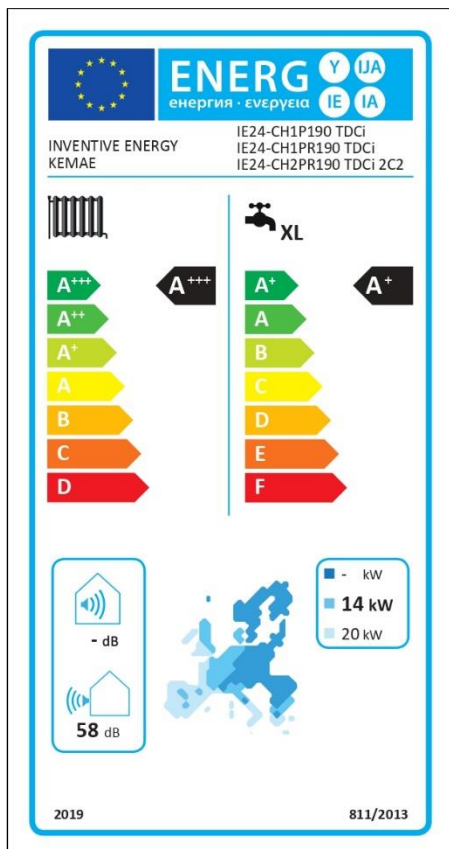 ENERG
енергия · ενεργεια
Y IJA
IE IA
INVENTIVE ENERGY
KEMAE
IE24-CH1P190 TDCi
IE24-CH1PR190 TDCi
IE24-CH2PR190 TDCi 2C2
XL
A+++
A++
A+
A
B
C
D
A+++
A+
A
B
C
D
E
F
A+
- dB
58 dB
- kW
14 kW
20 kW
2019
811/2013